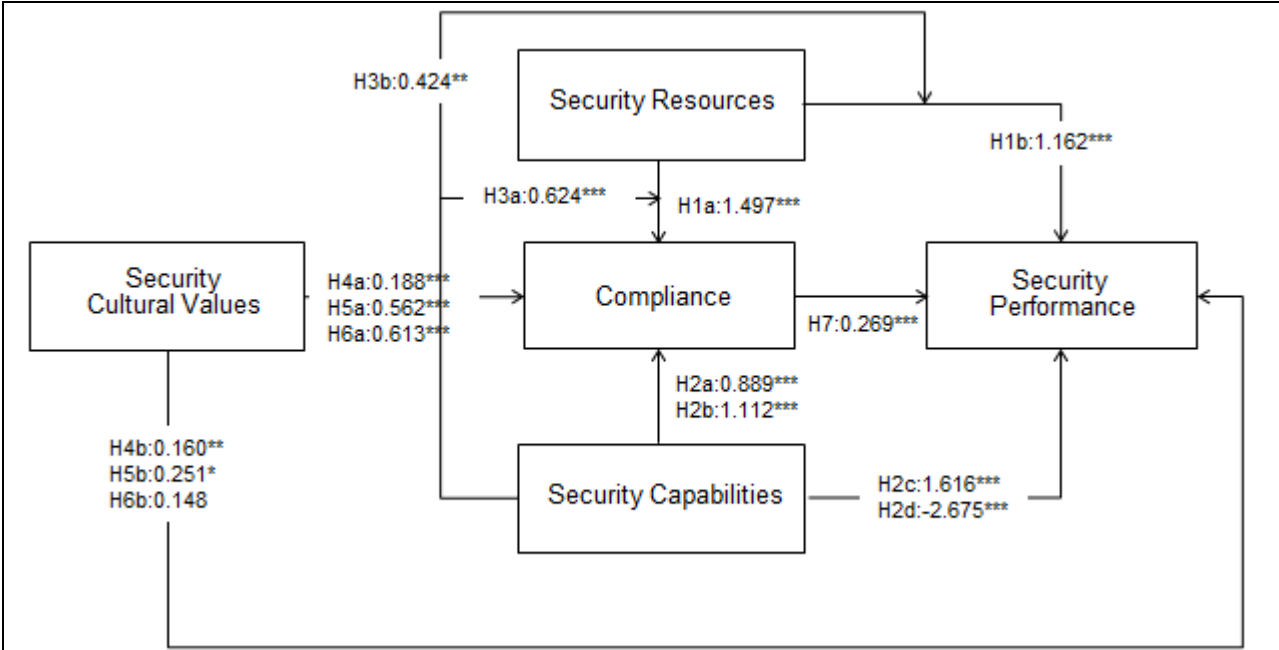 H3b:0.424**
Security Resources
H1b:1.162***
H3a:0.624***
H1a:1.497***
Security
Cultural Values
H4a:0.188***
H5a:0.562***
H6a:0.613***
Compliance
H7:0.269***
Security
Performance
H2a:0.889***
H2b:1.112***
H4b:0.160**
H5b:0.251*
H6b:0.148
Security Capabilities
H2c:1.616***
H2d:-2.675***